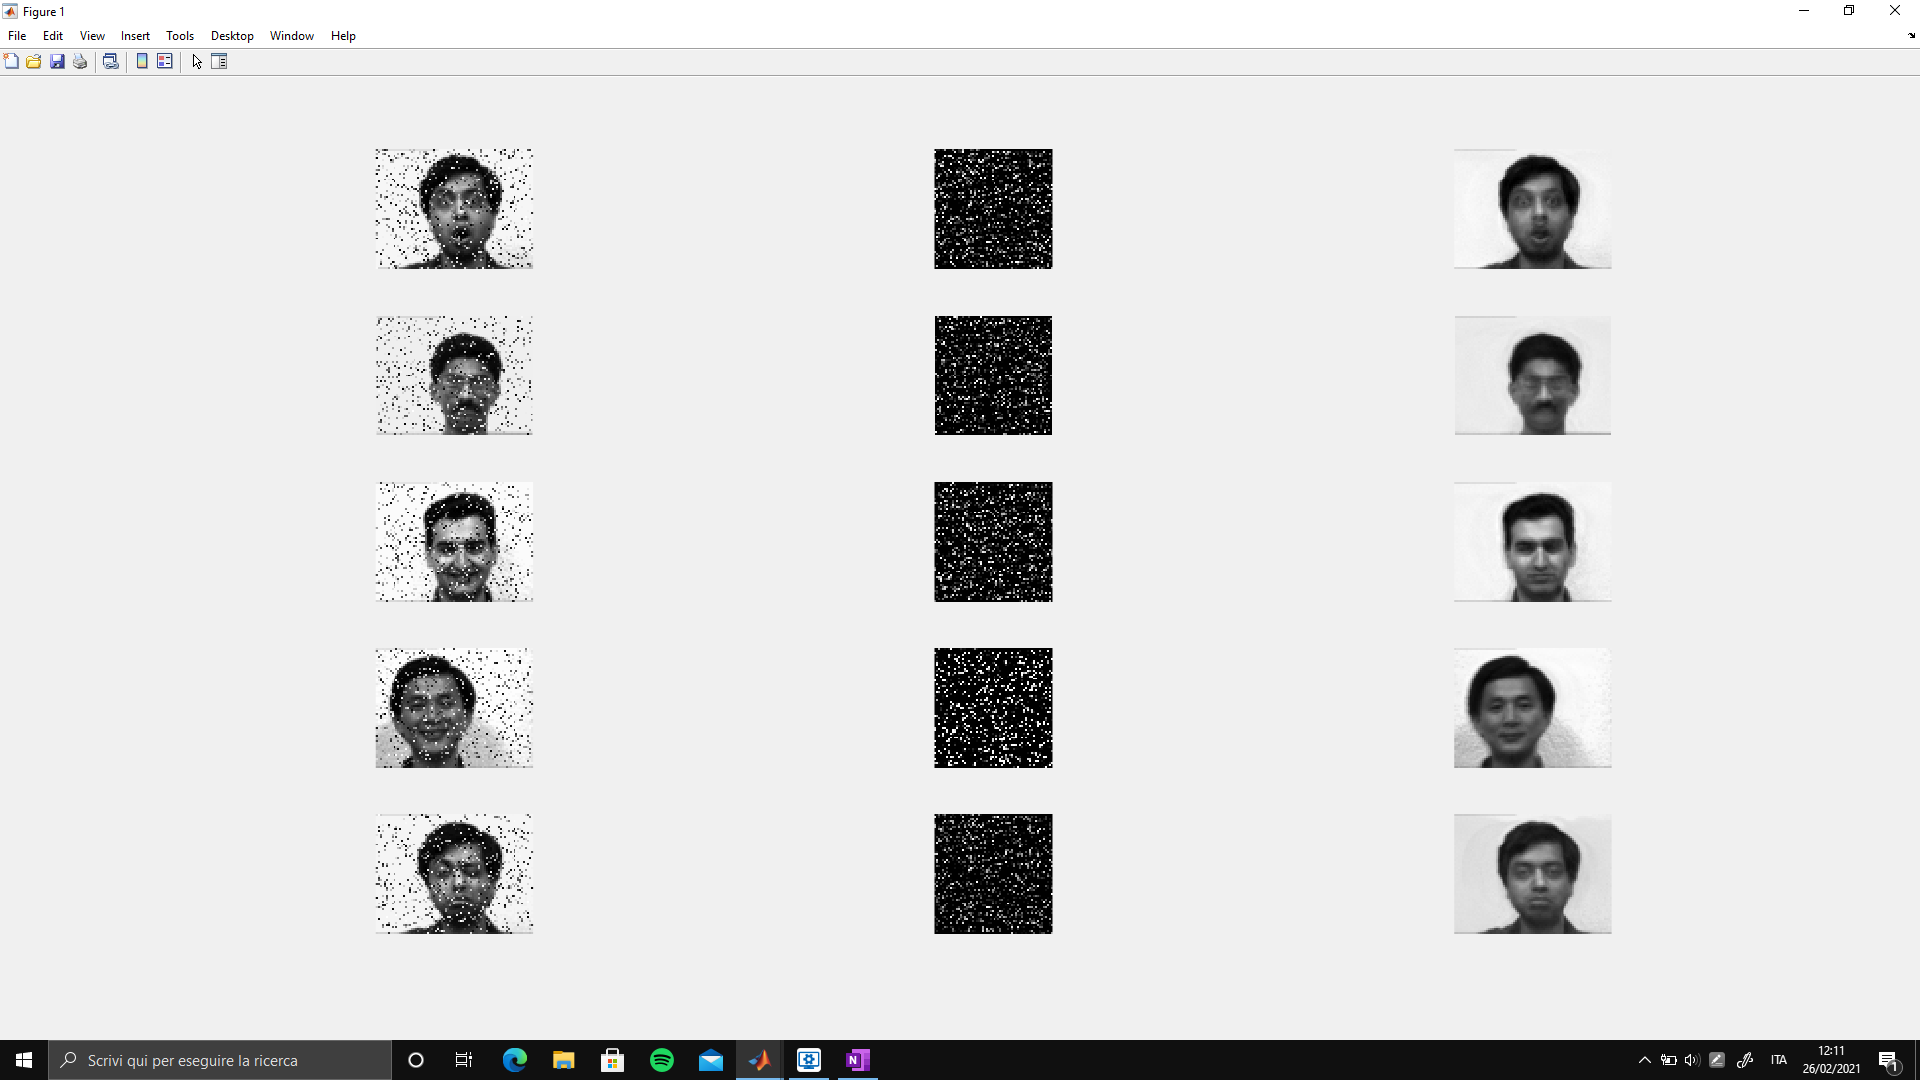 Figure 1
File Edit View Insert Tools Desktop Window Help
Scrivi qui per eseguire la ricerca
N
ITA
12:11
26/02/2021
1